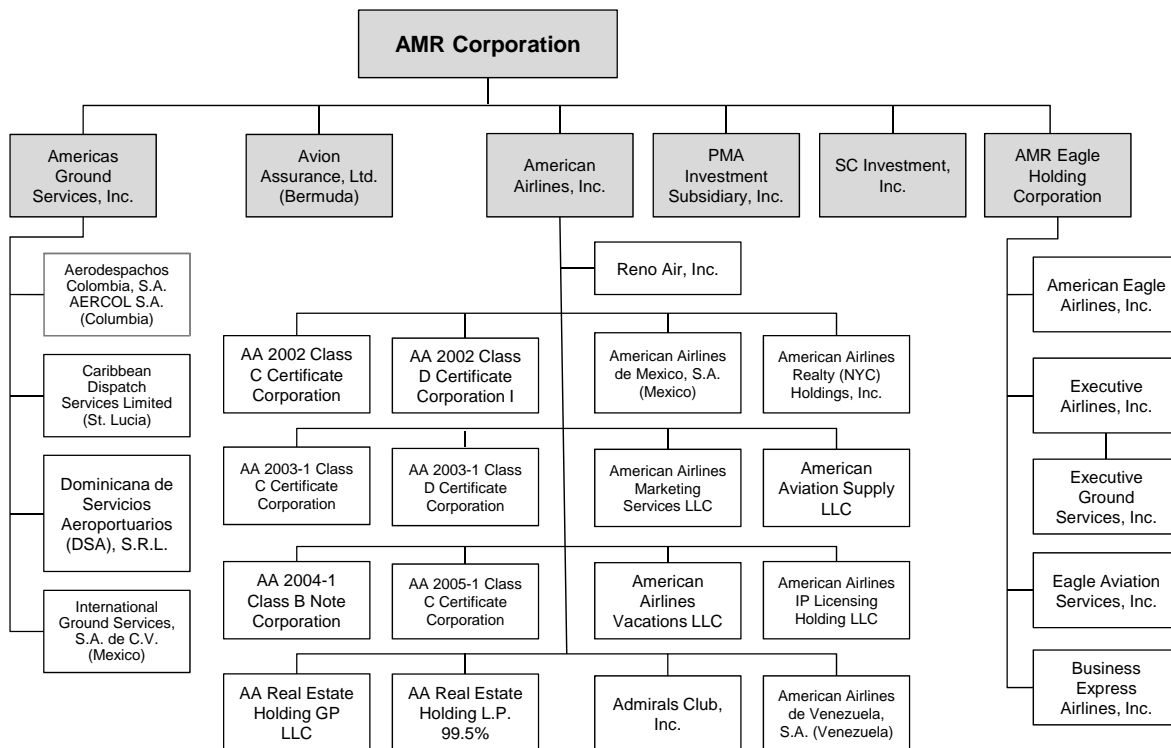 AMR Corporation
Americas
Ground
Services, Inc.
Avion
Assurance, Ltd.
(Bermuda)
American
Airlines, Inc.
PMA
Investment
Subsidiary, Inc.
SC Investment,
Inc.
AMR Eagle
Holding
Corporation
Aerodespachos
Colombia, S.A.
AERCOL S.A.
(Columbia)
Caribbean
Dispatch
Services Limited
(St. Lucia)
Dominicana de
Servicios
Aeroportuarios
(DSA), S.R.L.
International
Ground Services,
S.A. de C.V.
(Mexico)
Reno Air, Inc.
AA 2002 Class
C Certificate
Corporation
AA 2002 Class
D Certificate
Corporation I
American Airlines
de Mexico, S.A.
(Mexico)
American Airlines
Realty (NYC)
Holdings, Inc.
AA 2003-1 Class
C Certificate
Corporation
AA 2003-1 Class
D Certificate
Corporation
American Airlines
Marketing
Services LLC
American
Aviation Supply
LLC
AA 2004-1
Class B Note
Corporation
AA 2005-1 Class
C Certificate
Corporation
American
Airlines
Vacations LLC
American Airlines
IP Licensing
Holding LLC
AA Real Estate
Holding GP
LLC
AA Real Estate
Holding L.P.
99.5%
Admirals Club,
Inc.
American Airlines
de Venezuela,
S.A. (Venezuela)
American Eagle
Airlines, Inc.
Executive
Airlines, Inc.
Executive
Ground
Services, Inc.
Eagle Aviation
Services, Inc.
Business
Express
Airlines, Inc.